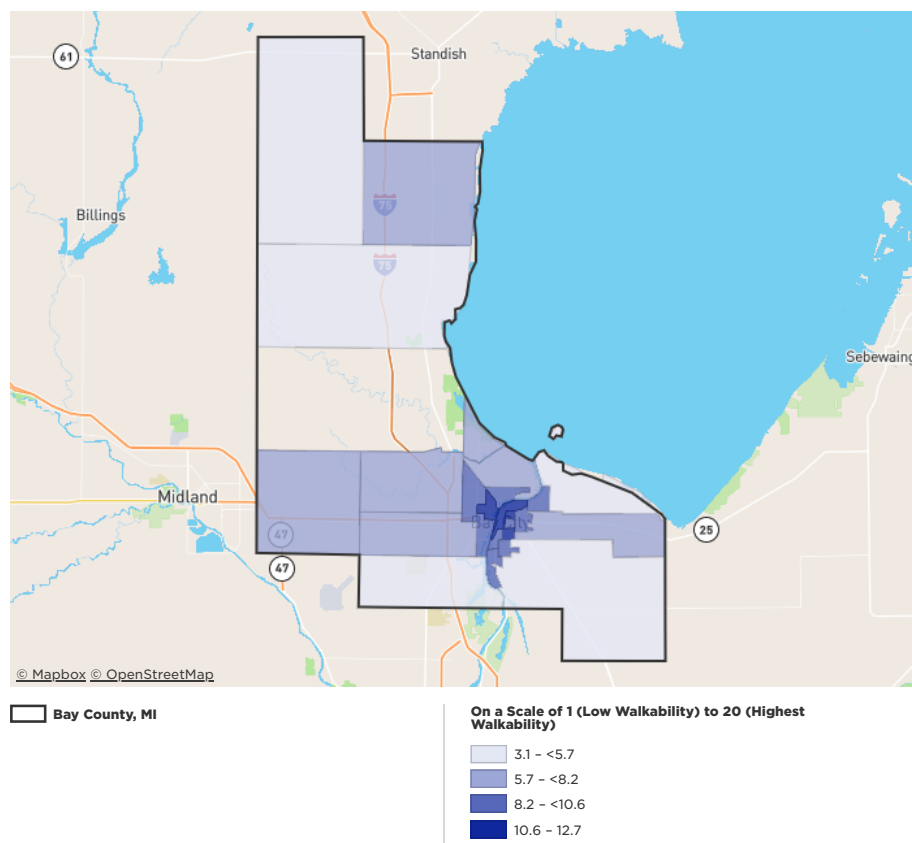 61
Standish
75
Billings
75
Sebewaing
Midland
Bay City
25
47
47
© Mapbox © OpenStreetMap
Bay County, MI
On a Scale of 1 (Low Walkability) to 20 (Highest
Walkability)
3.1 – <5.7
5.7 – <8.2
8.2 – <10.6
10.6 – 12.7